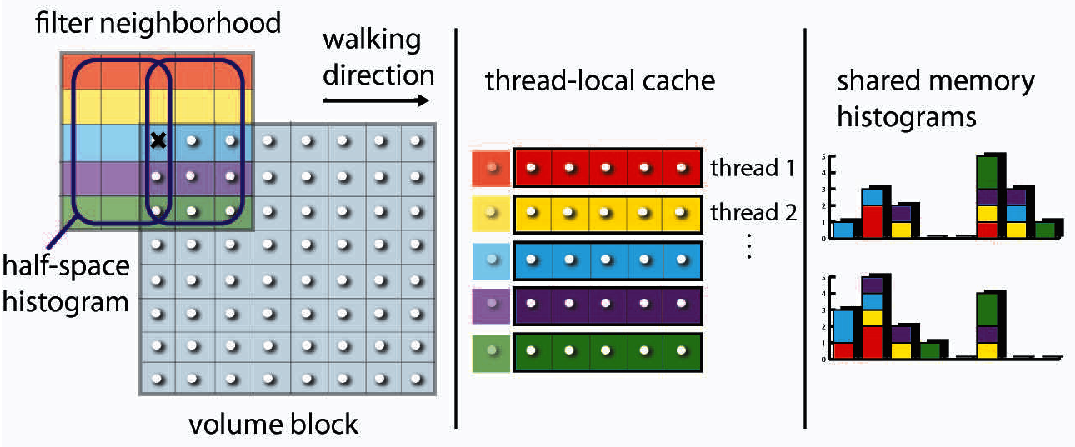 filter neighborhood
walking
direction
half-space
histogram
volume block
thread-local cache
thread 1
thread 2
shared memory
histograms